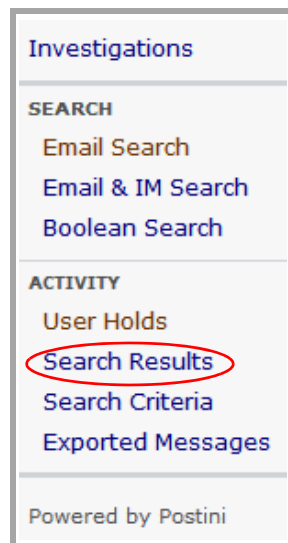 Investigations
SEARCH
Email Search
Email & IM Search
Boolean Search
ACTIVITY
User Holds
Search Results
Search Criteria
Exported Messages
Powered by Postini